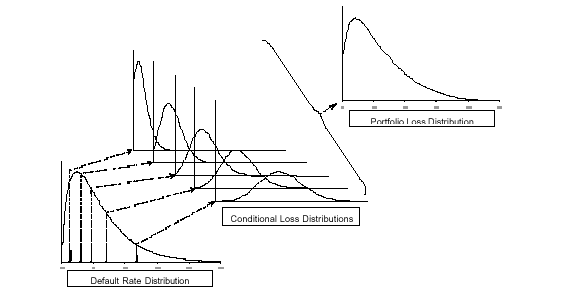 Portfolio Loss Distribution
Conditional Loss Distributions
Default Rate Distribution